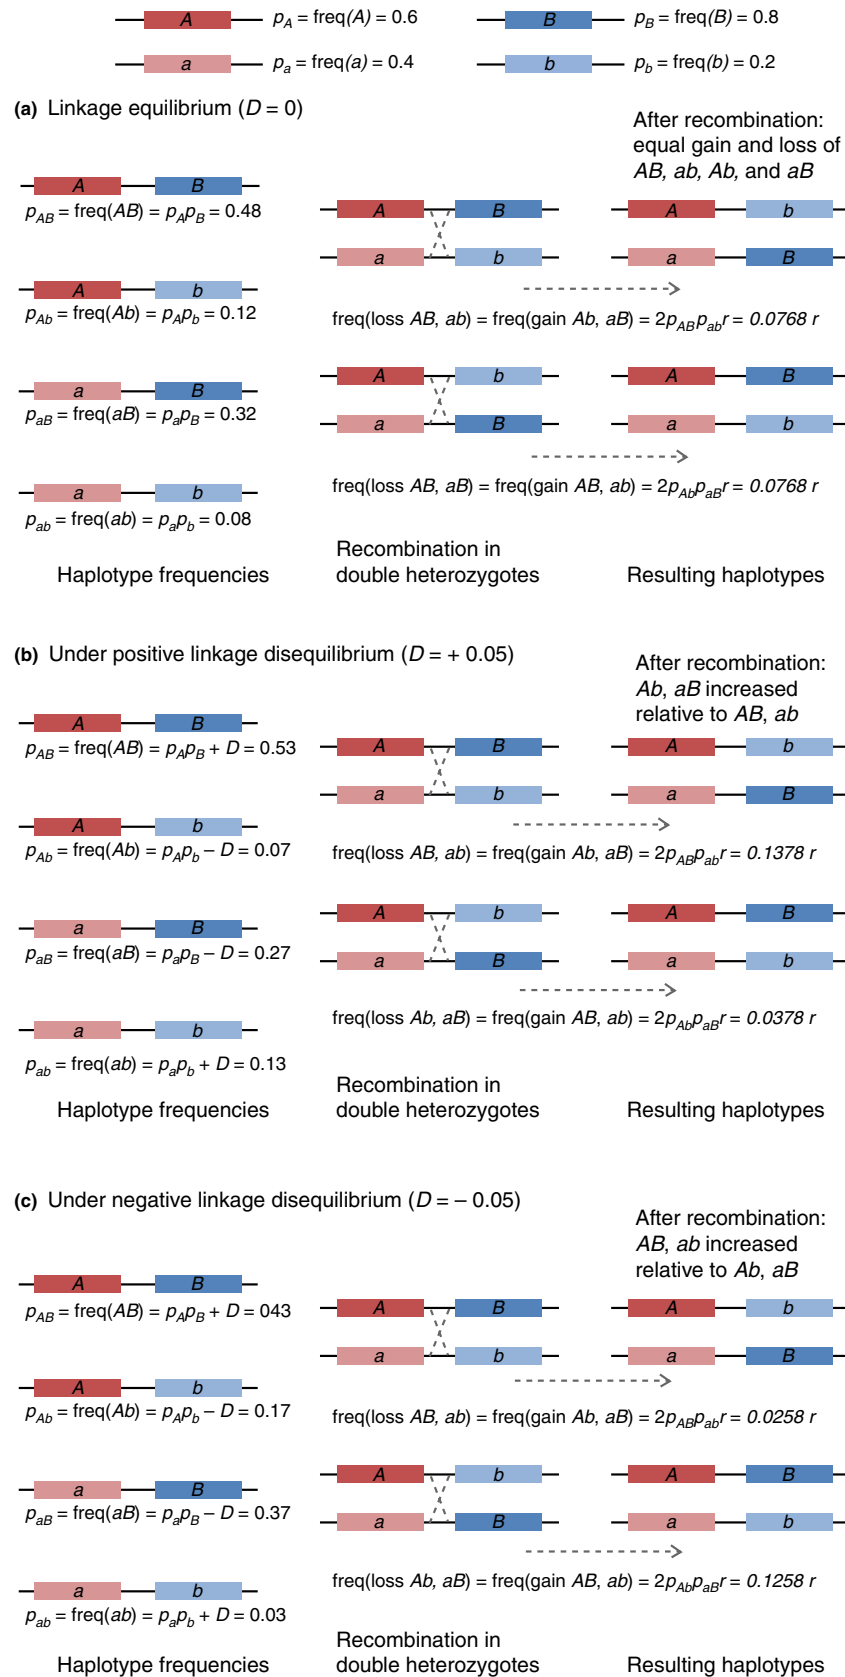 A p_A = freq(A) = 0.6 B p_B = freq(B) = 0.8
a p_a = freq(a) = 0.4 b p_b = freq(b) = 0.2
(a) Linkage equilibrium (D = 0)
After recombination:
equal gain and loss of
AB, ab, Ab, and aB
A B
p_AB = freq(AB) = p_A p_B = 0.48
A b
p_Ab = freq(Ab) = p_A p_b = 0.12
a B
p_aB = freq(aB) = p_a p_B = 0.32
a b
p_ab = freq(ab) = p_a p_b = 0.08
Haplotype frequencies
A B A b
a b a B
freq(loss AB, ab) = freq(gain Ab, aB) = 2p_AB p_ab r = 0.0768 r
A b A B
a B a b
freq(loss AB, aB) = freq(gain AB, ab) = 2p_Ab p_aB r = 0.0768 r
Recombination in
double heterozygotes
Resulting haplotypes
(b) Under positive linkage disequilibrium (D = + 0.05)
After recombination:
Ab, aB increased
relative to AB, ab
A B
p_AB = freq(AB) = p_A p_B + D = 0.53
A b
p_Ab = freq(Ab) = p_A p_b – D = 0.07
a B
p_aB = freq(aB) = p_a p_B – D = 0.27
a b
p_ab = freq(ab) = p_a p_b + D = 0.13
Haplotype frequencies
A B A b
a b a B
freq(loss AB, ab) = freq(gain Ab, aB) = 2p_AB p_ab r = 0.1378 r
A b A B
a B a b
freq(loss Ab, aB) = freq(gain AB, ab) = 2p_Ab p_aB r = 0.0378 r
Recombination in
double heterozygotes
Resulting haplotypes
(c) Under negative linkage disequilibrium (D = – 0.05)
After recombination:
AB, ab increased
relative to Ab, aB
A B
p_AB = freq(AB) = p_A p_B + D = 043
A b
p_Ab = freq(Ab) = p_A p_b – D = 0.17
a B
p_aB = freq(aB) = p_a p_B – D = 0.37
a b
p_ab = freq(ab) = p_a p_b + D = 0.03
Haplotype frequencies
A B A b
a b a B
freq(loss AB, ab) = freq(gain Ab, aB) = 2p_AB p_ab r = 0.0258 r
A b A B
a B a b
freq(loss Ab, aB) = freq(gain AB, ab) = 2p_Ab p_aB r = 0.1258 r
Recombination in
double heterozygotes
Resulting haplotypes